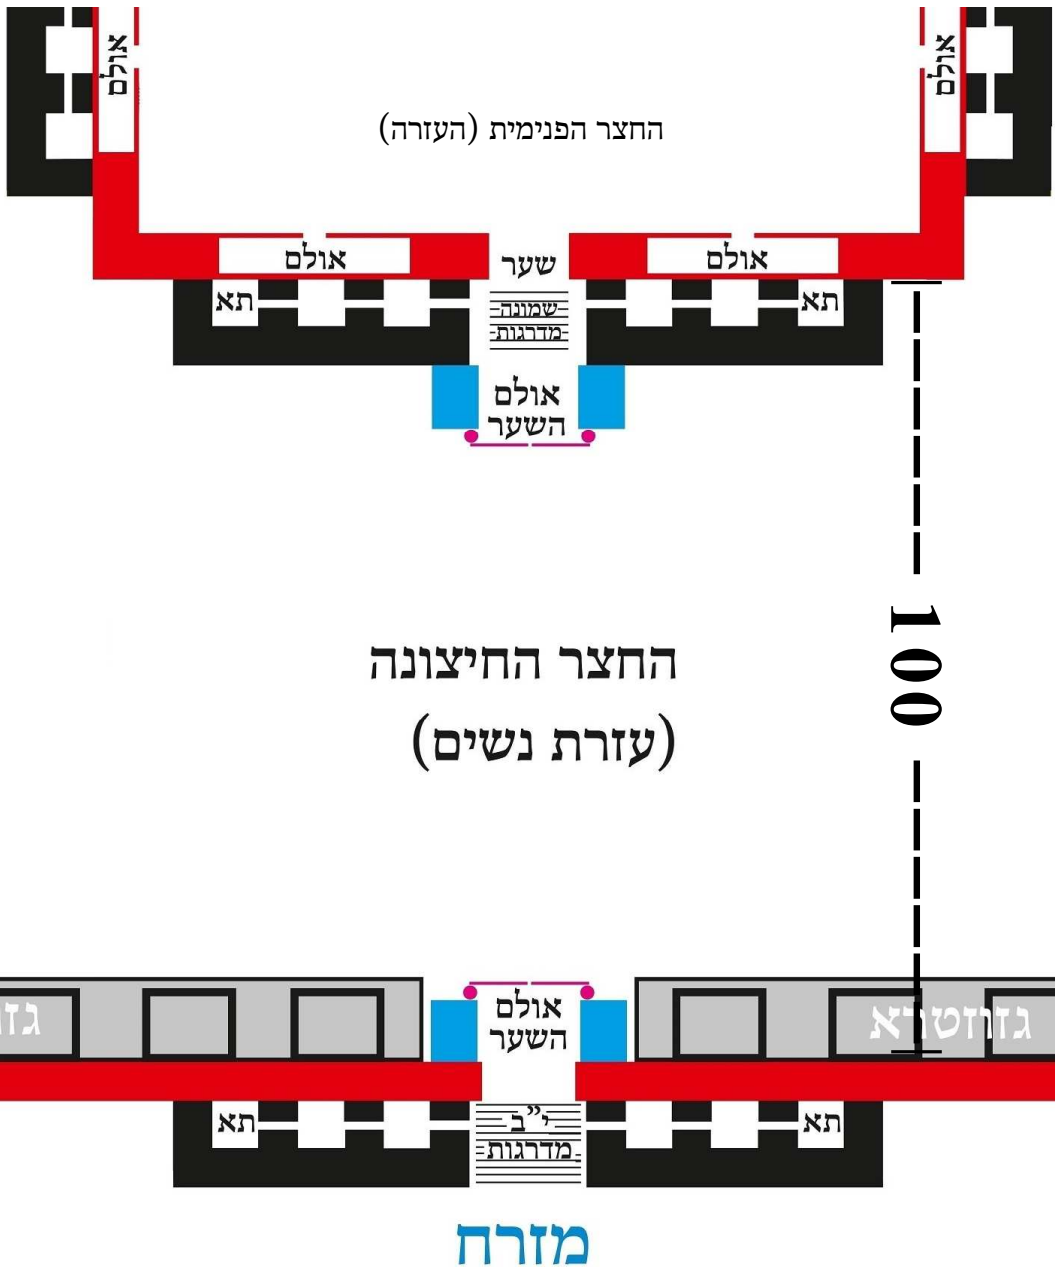 אולם
אולם
החצר הפנימית (העזרה)
אולם
שער
אולם
תא
שמונה
מדרגות
תא
אולם
השער
100
החצר החיצונה
(עזרת נשים)
גזוזטרא
אולם
השער
גזו
תא
י"ב
מדרגות
תא
מזרח